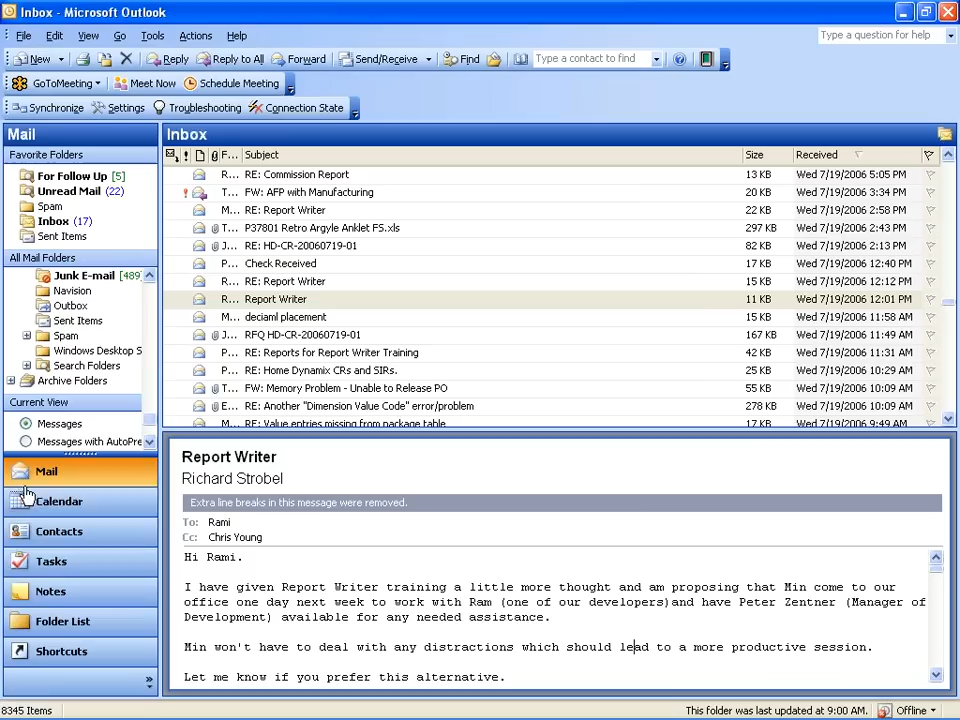 Inbox - Microsoft Outlook
File Edit View Go Tools Actions Help
Type a question for help
New Reply Reply to All Forward Send/Receive Find Type a contact to find
GoToMeeting Meet Now Schedule Meeting
Synchronize Settings Troubleshooting Connection State
Mail
Favorite Folders
For Follow Up [5]
Unread Mail (22)
Spam
Inbox (17)
Sent Items
All Mail Folders
Junk E-mail [489]
Navision
Outbox
Sent Items
Spam
Windows Desktop S
Search Folders
Archive Folders
Current View
Messages
Messages with AutoPre
Mail
Calendar
Contacts
Tasks
Notes
Folder List
Shortcuts
Inbox
F... Subject Size Received
R... RE: Commission Report 13 KB Wed 7/19/2006 5:05 PM
T... FW: AFP with Manufacturing 20 KB Wed 7/19/2006 3:34 PM
M... RE: Report Writer 22 KB Wed 7/19/2006 2:58 PM
T... P37801 Retro Argyle Anklet FS.xls 297 KB Wed 7/19/2006 2:43 PM
J... RE: HD-CR-20060719-01 82 KB Wed 7/19/2006 2:13 PM
F... Check Received 17 KB Wed 7/19/2006 12:40 PM
R... RE: Report Writer 15 KB Wed 7/19/2006 12:12 PM
R... Report Writer 11 KB Wed 7/19/2006 12:01 PM
M... deciaml placement 15 KB Wed 7/19/2006 11:58 AM
J... RFQ HD-CR-20060719-01 167 KB Wed 7/19/2006 11:49 AM
P... RE: Reports for Report Writer Training 42 KB Wed 7/19/2006 11:31 AM
R... RE: Home Dynamix CRs and SIRs. 25 KB Wed 7/19/2006 10:29 AM
T... FW: Memory Problem - Unable to Release PO 55 KB Wed 7/19/2006 10:09 AM
E... RE: Another "Dimension Value Code" error/problem 278 KB Wed 7/19/2006 10:09 AM
M... RE: Value entries missing from package table 17 KB Wed 7/19/2006 9:49 AM
Report Writer
Richard Strobel
Extra line breaks in this message were removed.
To: Rami
Cc: Chris Young
Hi Rami.
I have given Report Writer training a little more thought and am proposing that Min come to our
office one day next week to work with Ram (one of our developers)and have Peter Zentner (Manager of
Development) available for any needed assistance.
Min won't have to deal with any distractions which should lead to a more productive session.
Let me know if you prefer this alternative.
8345 Items
This folder was last updated at 9:00 AM.
Offline